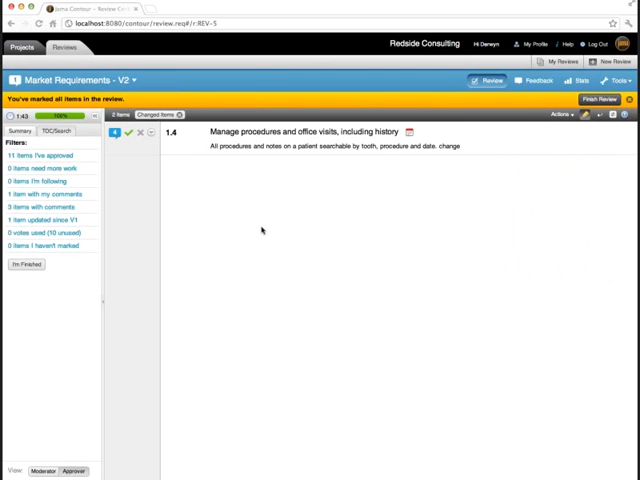 Jama Contour – Review Cen
localhost:8080/contour/review.req#/r:REV-5
Redside Consulting
Hi Derwyn
My Profile
Help
Log Out
Projects
Reviews
My Reviews
New Review
Market Requirements - V2
Review
Feedback
Stats
Tools
You've marked all items in the review.
Finish Review
1:43
100%
2 Items
Changed Items
Actions
Summary
TOC/Search
Filters:
11 items I've approved
0 items need more work
0 items I'm following
1 item with my comments
3 items with comments
1 item updated since V1
0 votes used (10 unused)
0 items I haven't marked
I'm Finished
4
1.4
Manage procedures and office visits, including history
All procedures and notes on a patient searchable by tooth, procedure and date. change
View:
Moderator
Approver